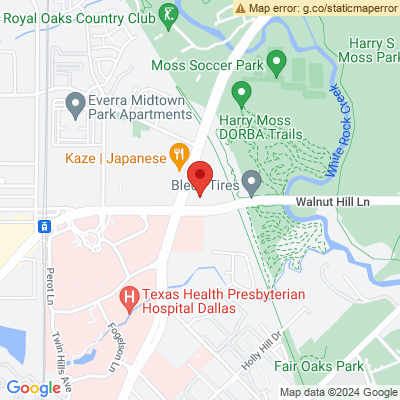 Map error: g.co/staticmaperror
Royal Oaks Country Club
Harry S
Moss Park
Moss Soccer Park
Everra Midtown
Park Apartments
Harry Moss
DORBA Trails
White Rock Creek
Kaze | Japanese
Tires
Walnut Hill Ln
Perot Ln
Texas Health Presbyterian
Hospital Dallas
Twin Hills Ave
Fogelson Ln
Holly Hill Dr
Fair Oaks Park
Google
Map data ©2024 Google